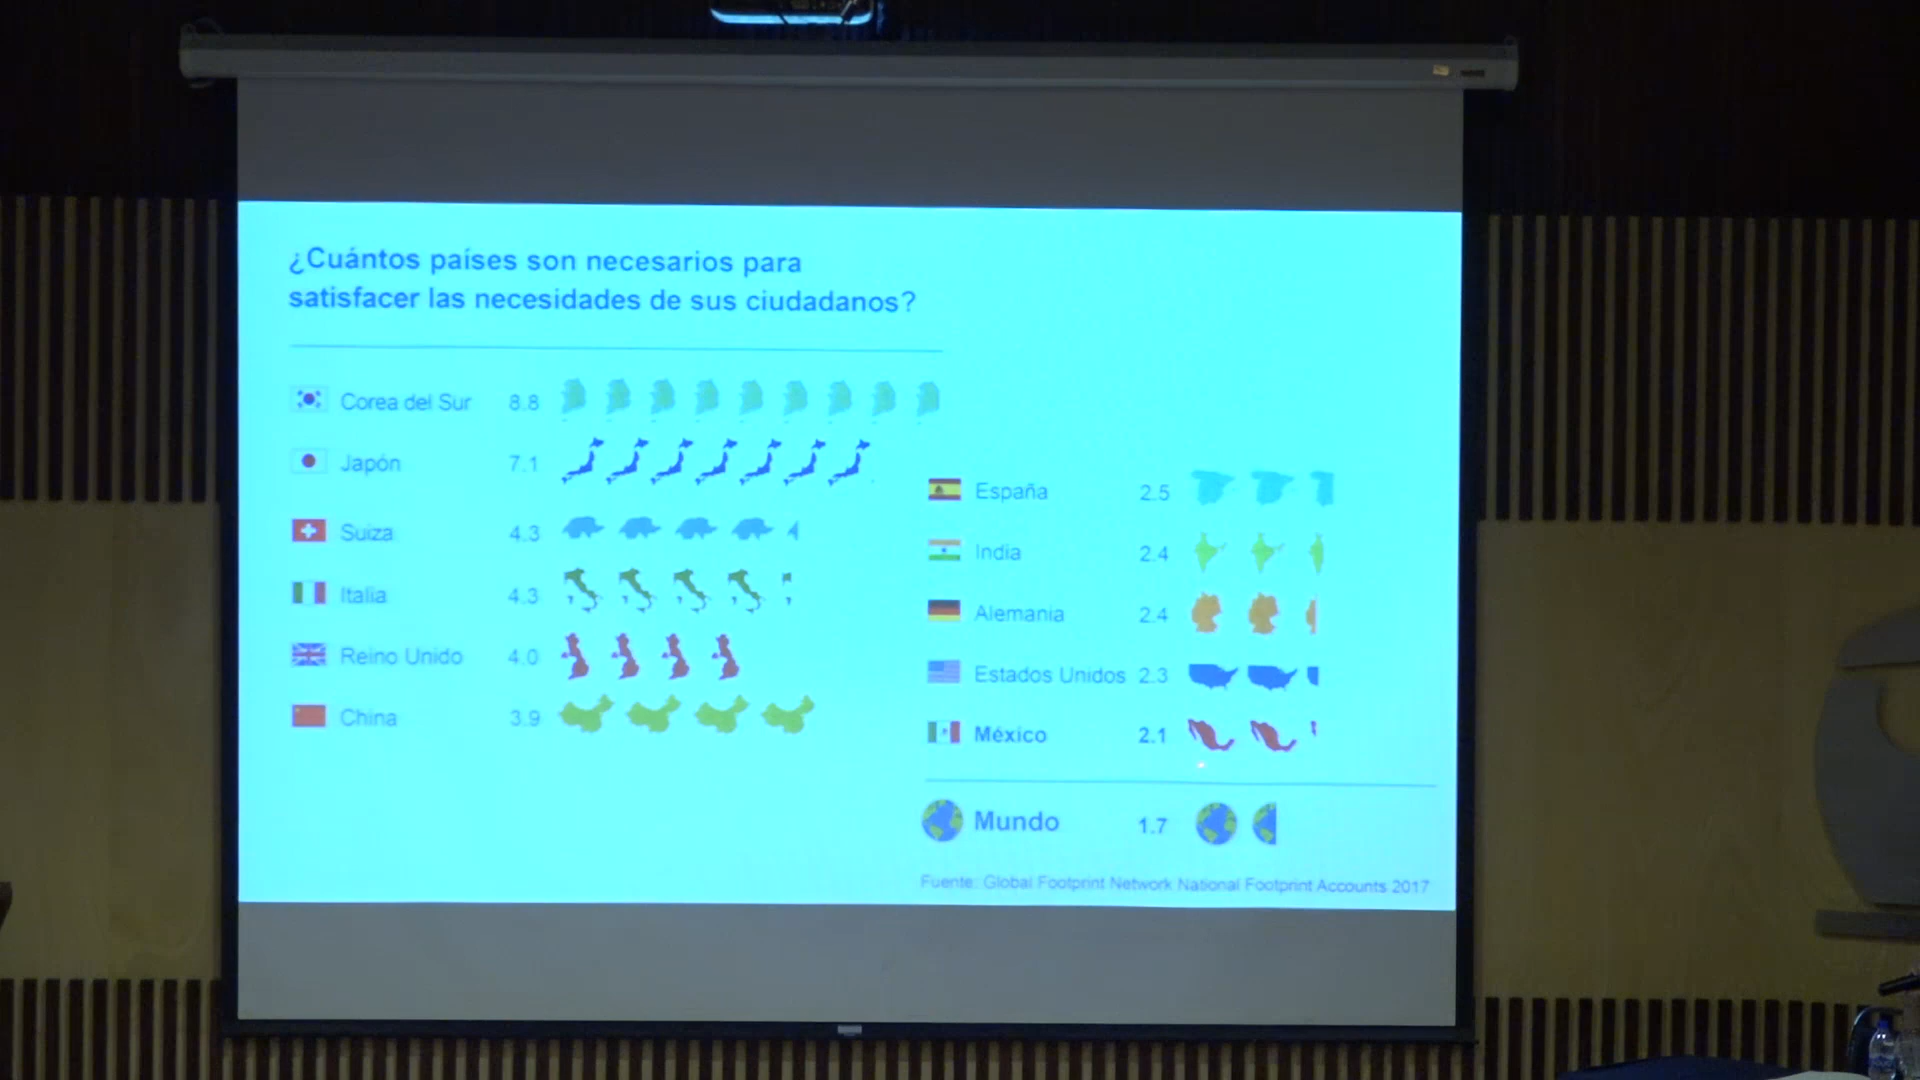 ¿Cuántos países son necesarios para
satisfacer las necesidades de sus ciudadanos?
Corea del Sur 8.8
Japón 7.1
Suiza 4.3
Italia 4.3
Reino Unido 4.0
China 3.9
España 2.5
India 2.4
Alemania 2.4
Estados Unidos 2.3
México 2.1
Mundo 1.7
Fuente: Global Footprint Network National Footprint Accounts 2017